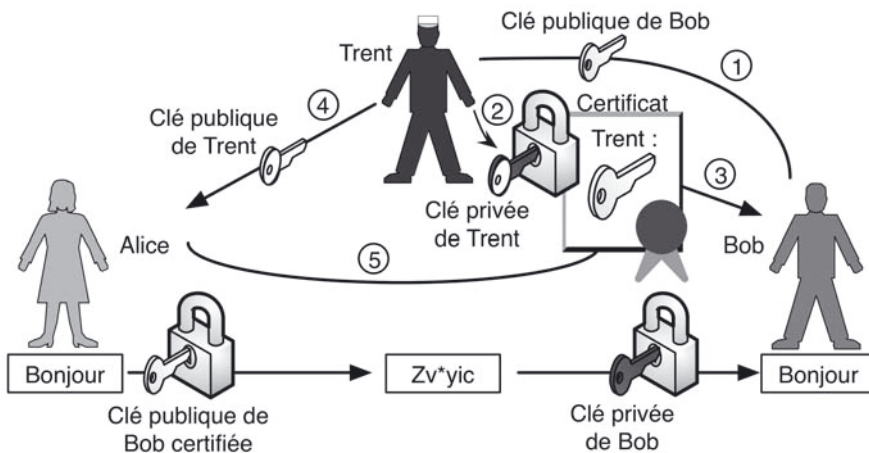 Clé publique de Bob
Trent
1
4
2
Certificat
Clé publique
de Trent
Trent :
3
Clé privée
de Trent
Alice
Bob
5
Bonjour
Zv*yic
Bonjour
Clé publique de
Bob certifiée
Clé privée
de Bob